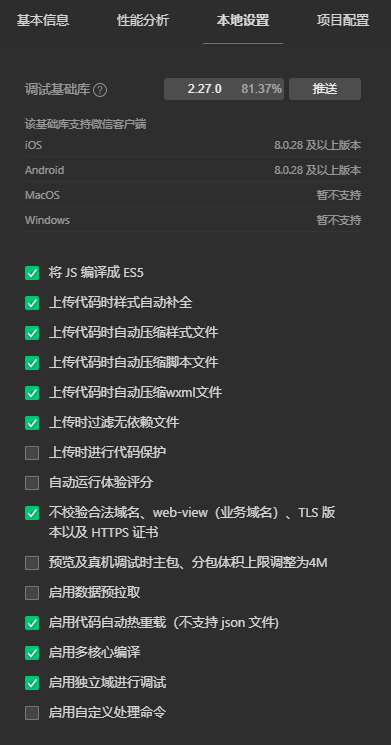 基本信息 性能分析 本地设置 项目配置
调试基础库 ? 2.27.0 81.37% 推送
该基础库支持微信客户端
iOS 8.0.28 及以上版本
Android 8.0.28 及以上版本
MacOS 暂不支持
Windows 暂不支持
将 JS 编译成 ES5
上传代码时样式自动补全
上传代码时自动压缩样式文件
上传代码时自动压缩脚本文件
上传代码时自动压缩wxml文件
上传时过滤无依赖文件
上传时进行代码保护
自动运行体验评分
不校验合法域名、web-view（业务域名）、TLS 版
本以及 HTTPS 证书
预览及真机调试时主包、分包体积上限调整为4M
启用数据预拉取
启用代码自动热重载（不支持 json 文件)
启用多核心编译
启用独立域进行调试
启用自定义处理命令